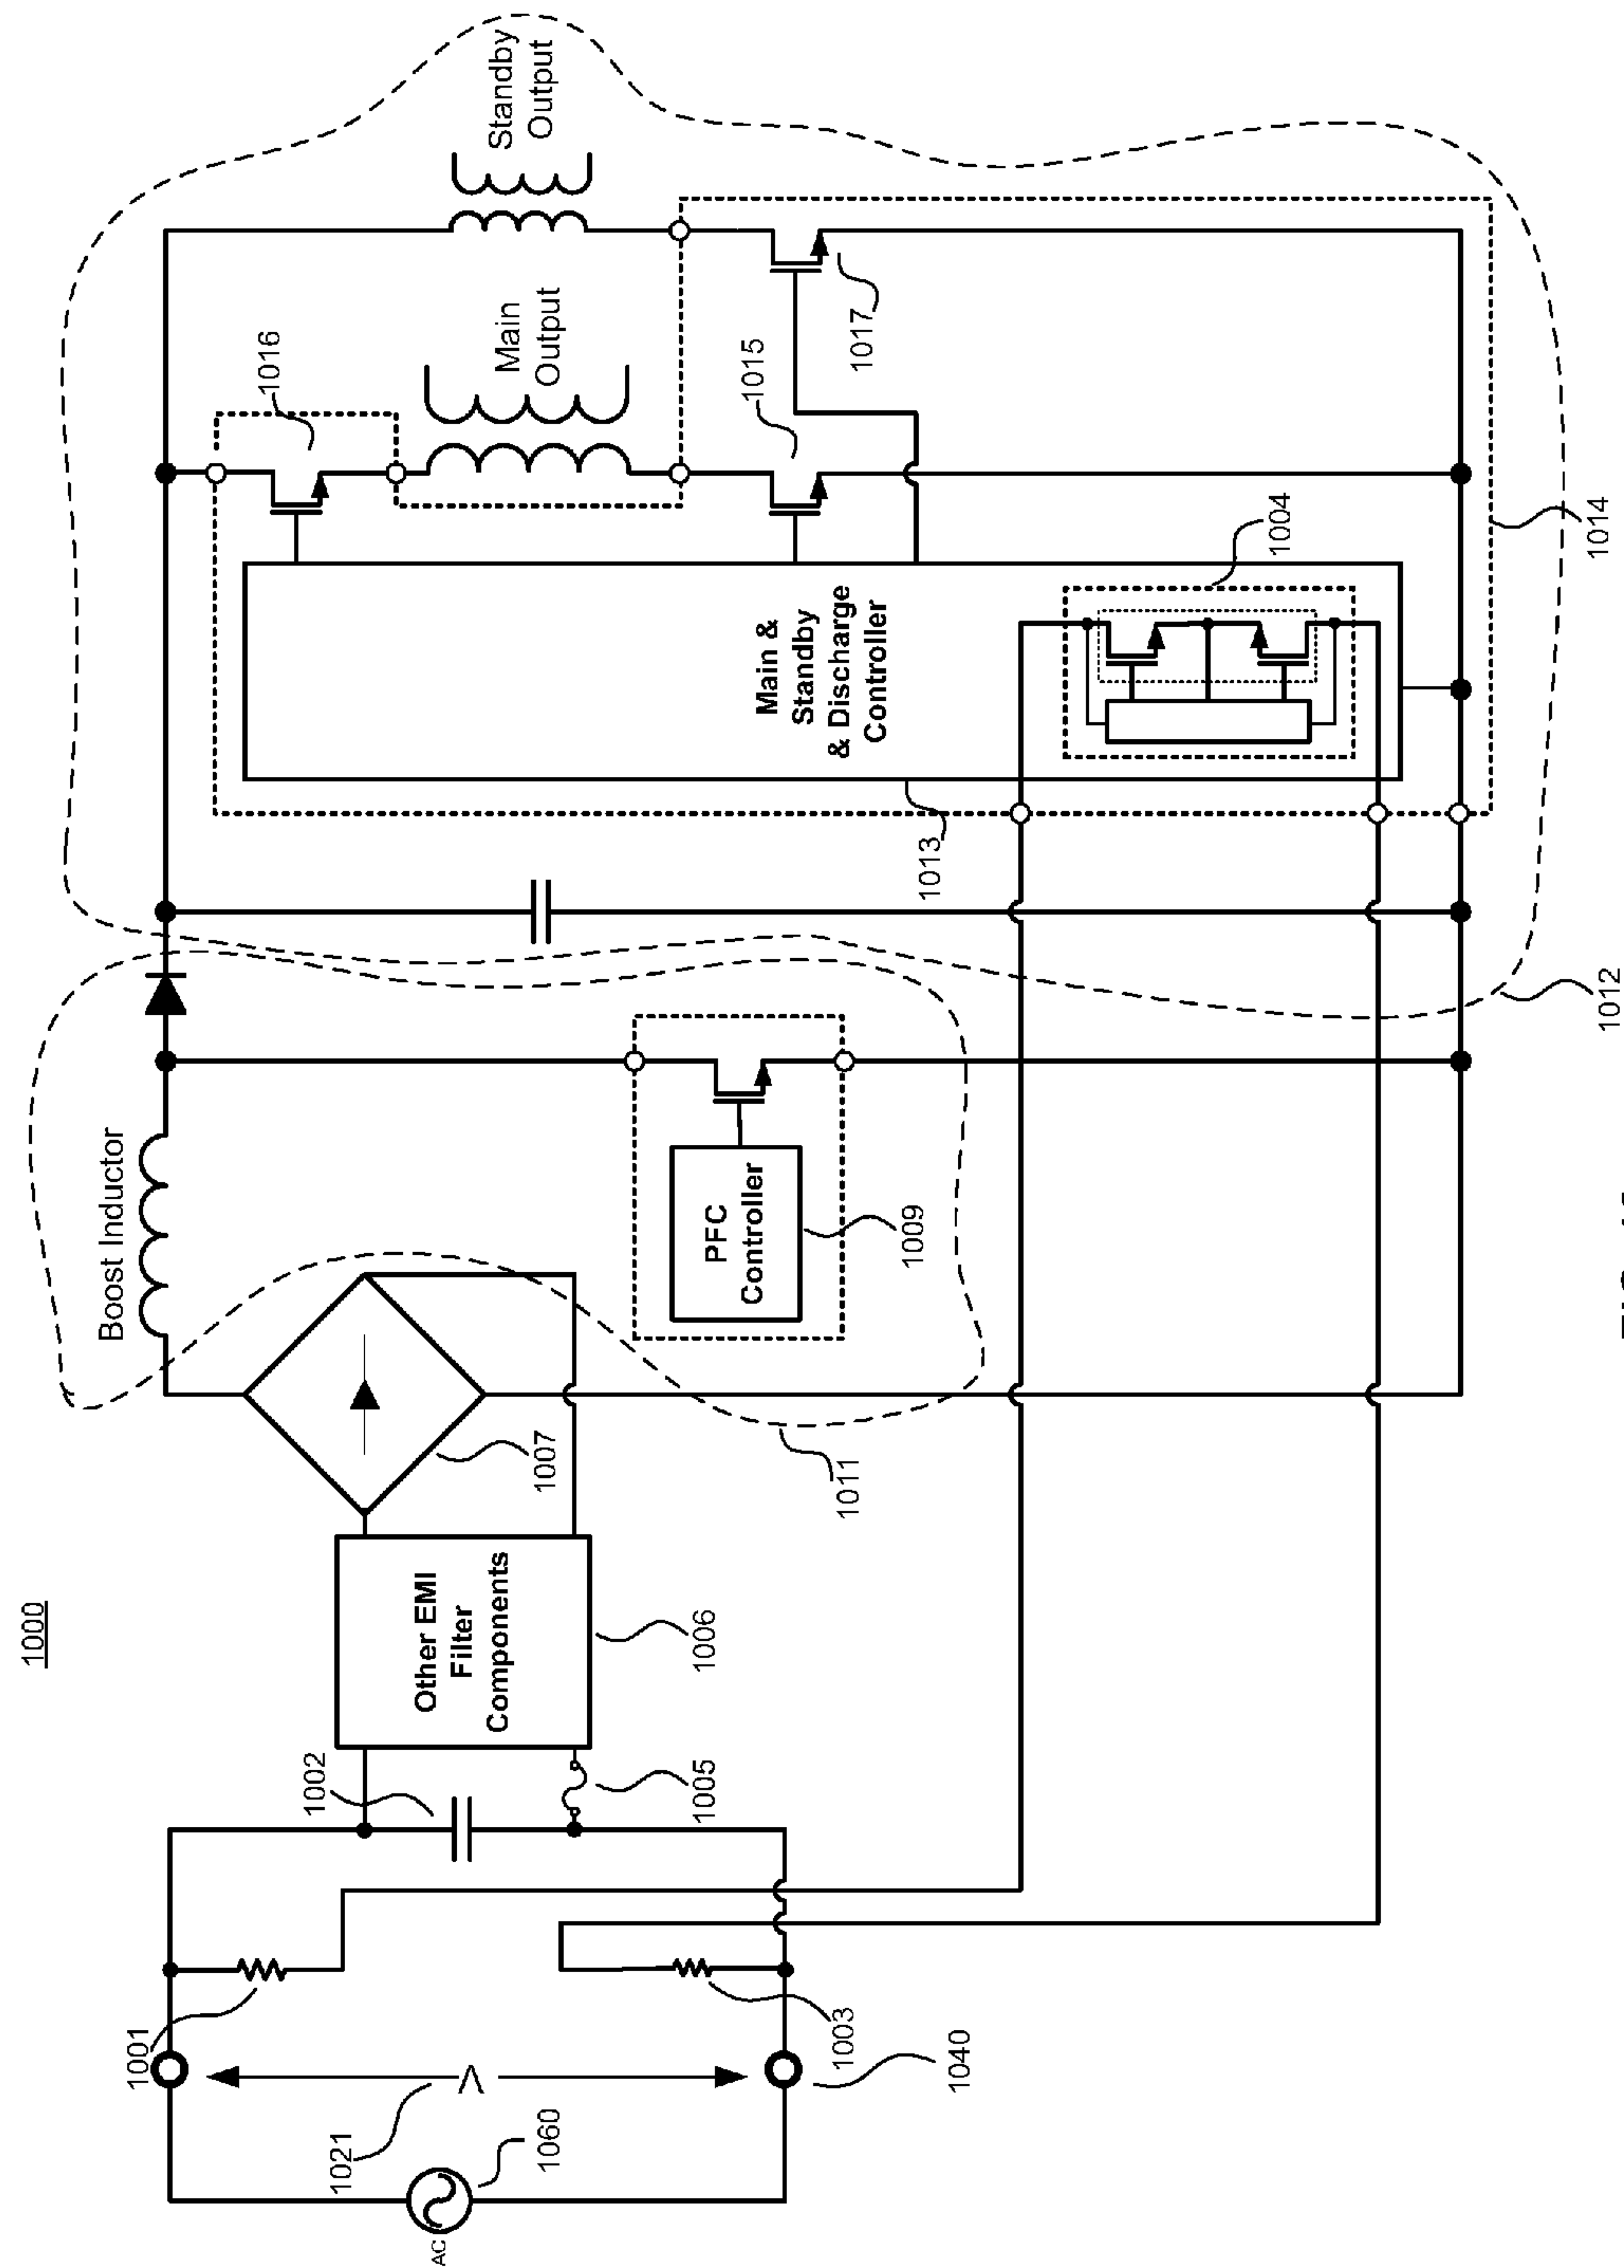 1000
Boost Inductor
Standby
Output
Main
Output
1016
1015
1017
Main &
Standby
& Discharge
Controller
1004
1013
1014
1012
PFC
Controller
1009
1011
1007
Other EMI
Filter
Components
1006
1002
1005
1001
1003
1040
1021
V
1060
AC